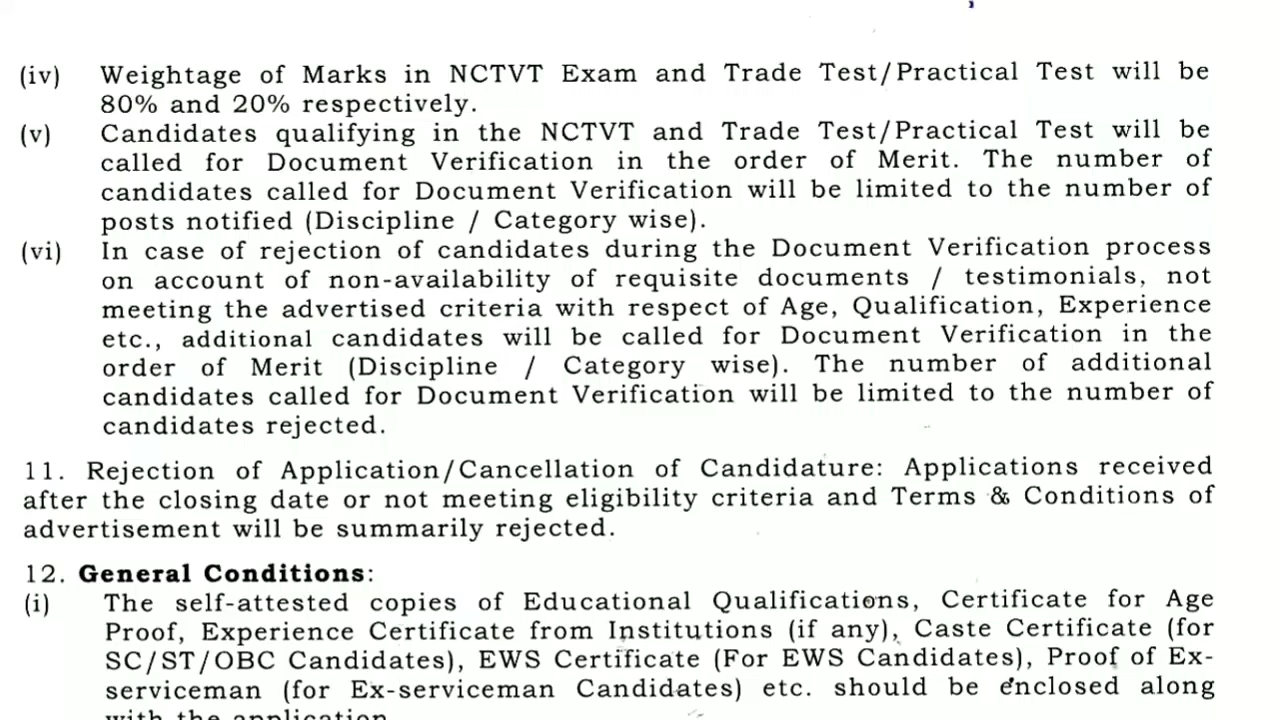 (iv) Weightage of Marks in NCTVT Exam and Trade Test/Practical Test will be
80% and 20% respectively.
(v) Candidates qualifying in the NCTVT and Trade Test/Practical Test will be
called for Document Verification in the order of Merit. The number of
candidates called for Document Verification will be limited to the number of
posts notified (Discipline / Category wise).
(vi) In case of rejection of candidates during the Document Verification process
on account of non-availability of requisite documents / testimonials, not
meeting the advertised criteria with respect of Age, Qualification, Experience
etc., additional candidates will be called for Document Verification in the
order of Merit (Discipline / Category wise). The number of additional
candidates called for Document Verification will be limited to the number of
candidates rejected.
11. Rejection of Application/Cancellation of Candidature: Applications received
after the closing date or not meeting eligibility criteria and Terms & Conditions of
advertisement will be summarily rejected.
12. General Conditions:
(i) The self-attested copies of Educational Qualifications, Certificate for Age
Proof, Experience Certificate from Institutions (if any), Caste Certificate (for
SC/ST/OBC Candidates), EWS Certificate (For EWS Candidates), Proof of Ex-
serviceman (for Ex-serviceman Candidates) etc. should be enclosed along
with the application